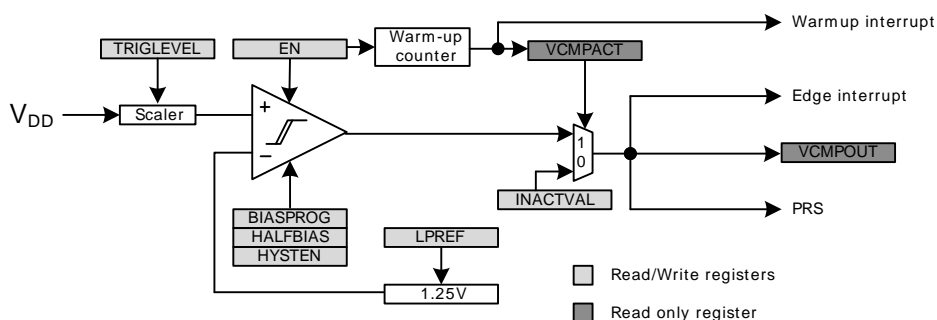 Warmup interrupt
TRIGLEVEL
EN
Warm-up
counter
VCMPACT
Edge interrupt
VDD
Scaler
+
1
VCMPOUT
−
0
INACTVAL
PRS
BIASPROG
HALFBIAS
HYSTEN
LPREF
Read/Write registers
1.25V
Read only register